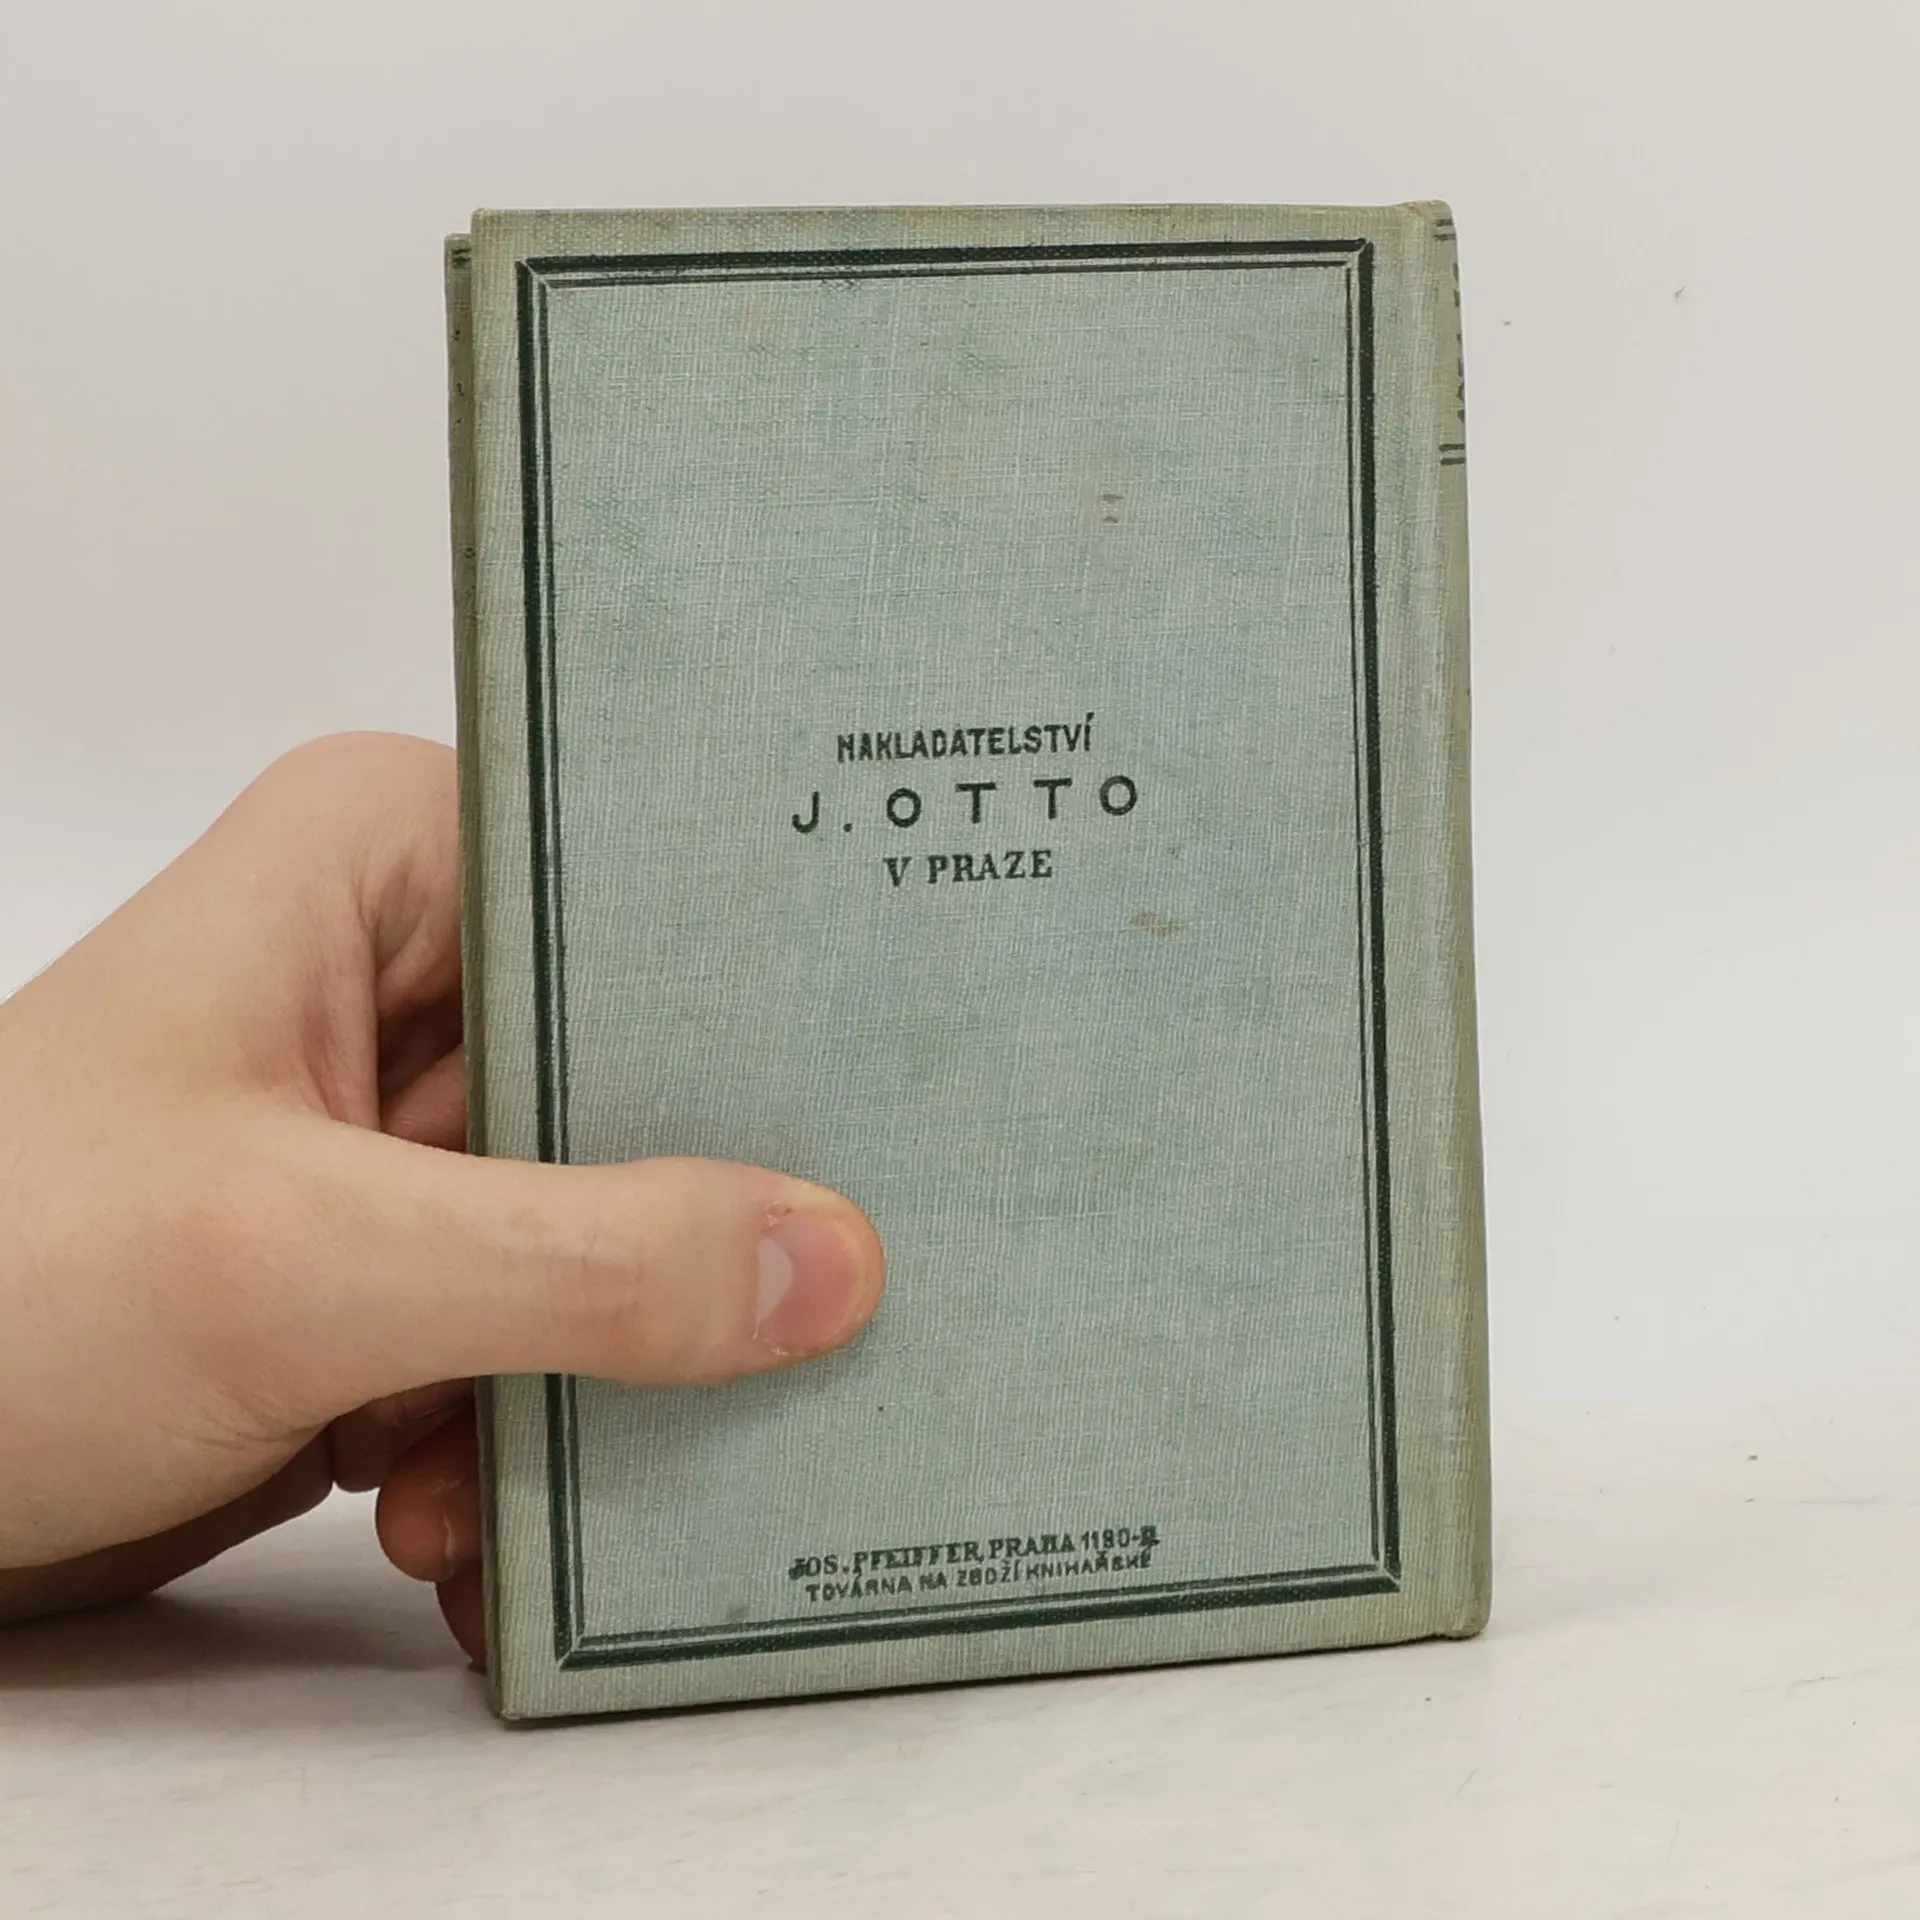 NAKLADATELSTVÍ
J. OTTO
V PRAZE
JOS. PFEIFFER, PRAHA 1180-II
TOVÁRNA NA ZBOŽÍ KNIHAŘSKÉ